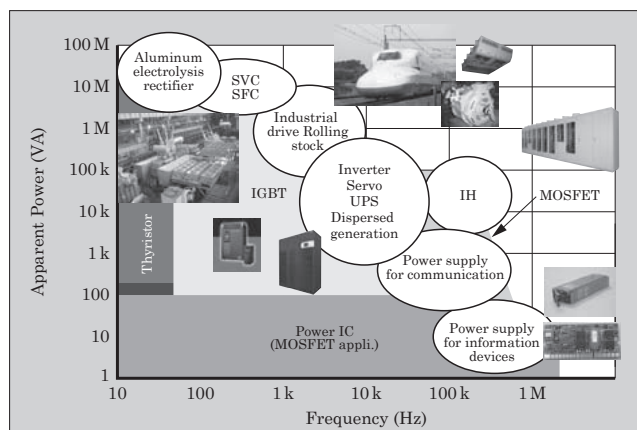 Apparent Power (VA)
100 M
10 M
1 M
100 k
10 k
1 k
100
10
1
Aluminum
electrolysis
rectifier
SVC
SFC
Industrial
drive Rolling
stock
Inverter
Servo
UPS
Dispersed
generation
IH
IGBT
MOSFET
Thyristor
Power supply
for communication
Power IC
(MOSFET appli.)
Power supply
for information
devices
10
100
1 k
10 k
100 k
1 M
Frequency (Hz)